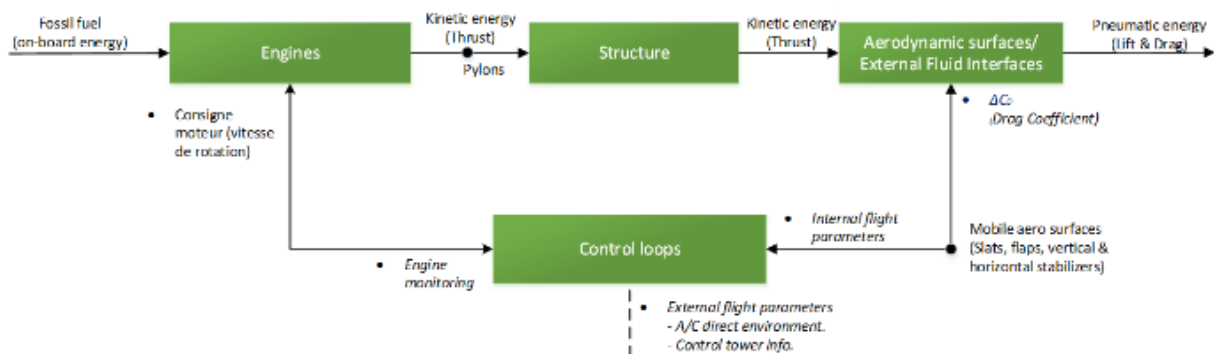 Fossil fuel
(on-board energy)
Engines
Kinetic energy
(Thrust)
Pylons
Structure
Kinetic energy
(Thrust)
Aerodynamic surfaces/
External Fluid Interfaces
Pneumatic energy
(Lift & Drag)
• Consigne
moteur (vitesse
de rotation)
• ΔC₀
(Drag Coefficient)
• Internal flight
parameters
Mobile aero surfaces
(Slats, flaps, vertical &
horizontal stabilizers)
Control loops
• Engine
monitoring
• External flight parameters
- A/C direct environment.
- Control tower info.